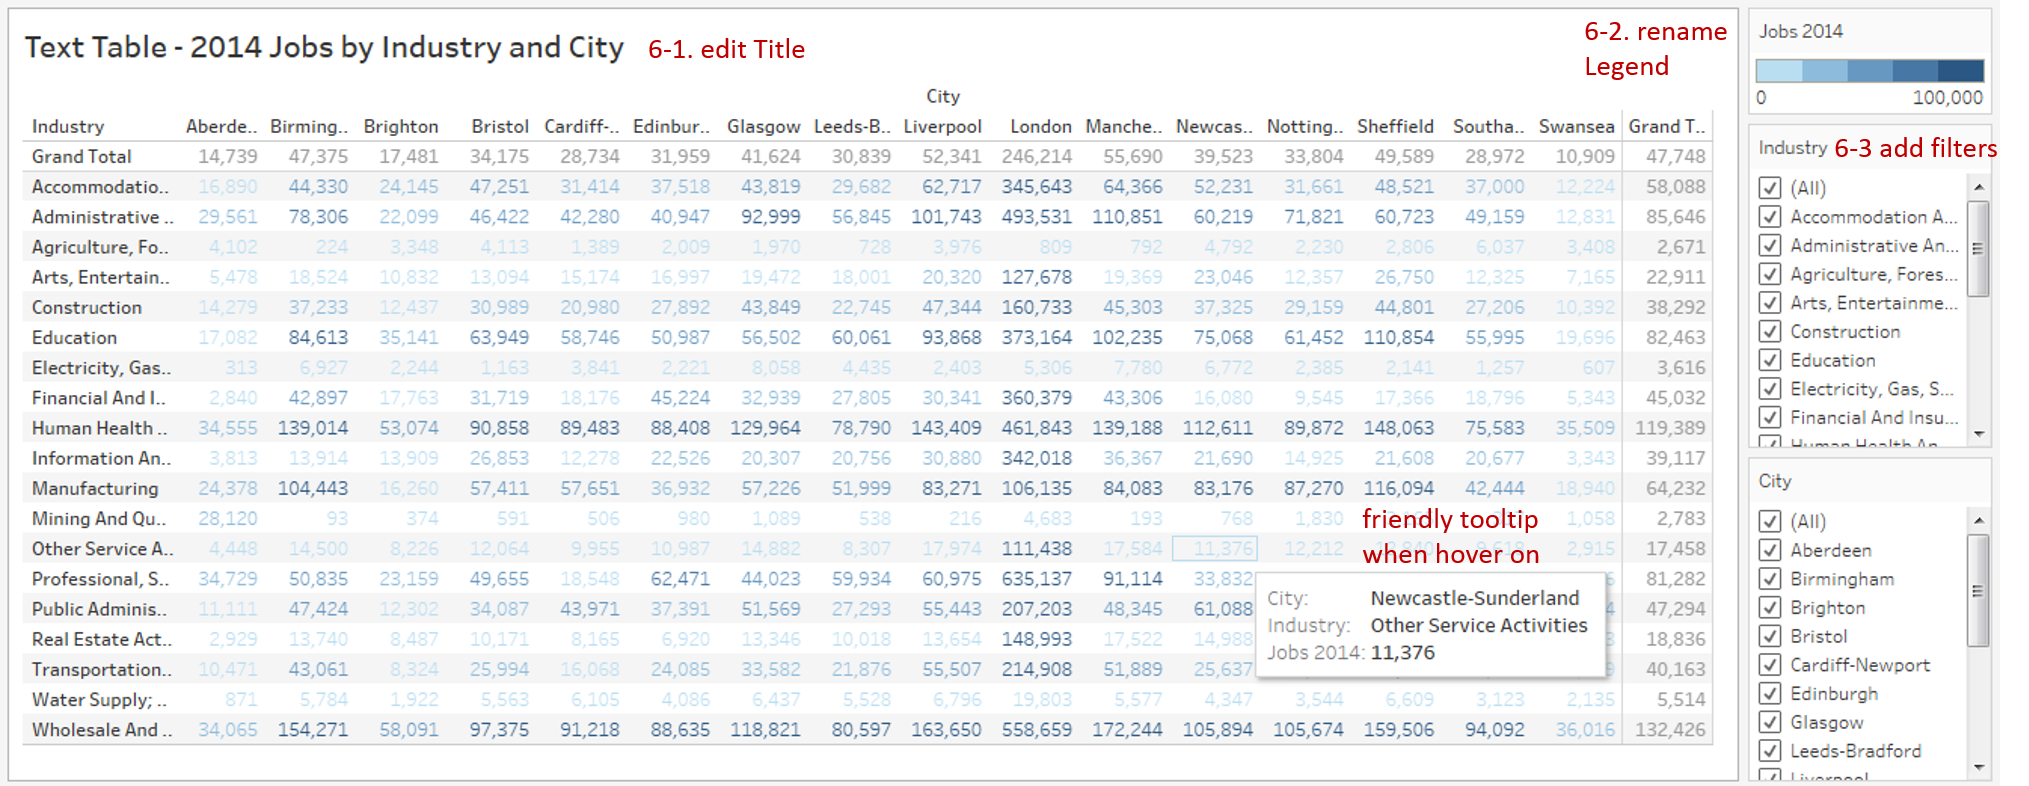 Text Table - 2014 Jobs by Industry and City 6-1. edit Title
6-2. rename
Legend
City
Industry Aberde.. Birming.. Brighton Bristol Cardiff-.. Edinbur.. Glasgow Leeds-B.. Liverpool London Manche.. Newcas.. Notting.. Sheffield Southa.. Swansea Grand T..
Grand Total 14,739 47,375 17,481 34,175 28,734 31,959 41,624 30,839 52,341 246,214 55,690 39,523 33,804 49,589 28,972 10,909 47,748
Accommodatio.. 16,890 44,330 24,145 47,251 31,414 37,518 43,819 29,682 62,717 345,643 64,366 52,231 31,661 48,521 37,000 12,224 58,088
Administrative .. 29,561 78,306 22,099 46,422 42,280 40,947 92,999 56,845 101,743 493,531 110,851 60,219 71,821 60,723 49,159 12,831 85,646
Agriculture, Fo.. 4,102 224 3,348 4,113 1,389 2,009 1,970 728 3,976 809 792 4,792 2,230 2,806 6,037 3,408 2,671
Arts, Entertain.. 5,478 18,524 10,832 13,094 15,174 16,997 19,472 18,001 20,320 127,678 19,369 23,046 12,357 26,750 12,325 7,165 22,911
Construction 14,279 37,233 12,437 30,989 20,980 27,892 43,849 22,745 47,344 160,733 45,303 37,325 29,159 44,801 27,206 10,392 38,292
Education 17,082 84,613 35,141 63,949 58,746 50,987 56,502 60,061 93,868 373,164 102,235 75,068 61,452 110,854 55,995 19,696 82,463
Electricity, Gas.. 313 6,927 2,244 1,163 3,841 2,221 8,058 4,435 2,403 5,306 7,780 6,772 2,385 2,141 1,257 607 3,616
Financial And I.. 2,840 42,897 17,763 31,719 18,176 45,224 32,939 27,805 30,341 360,379 43,306 16,080 9,545 17,366 18,796 5,343 45,032
Human Health .. 34,555 139,014 53,074 90,858 89,483 88,408 129,964 78,790 143,409 461,843 139,188 112,611 89,872 148,063 75,583 35,509 119,389
Information An.. 3,813 13,914 13,909 26,853 12,278 22,526 20,307 20,756 30,880 342,018 36,367 21,690 14,925 21,608 20,677 3,343 39,117
Manufacturing 24,378 104,443 16,260 57,411 57,651 36,932 57,226 51,999 83,271 106,135 84,083 83,176 87,270 116,094 42,444 18,940 64,232
Mining And Qu.. 28,120 93 374 591 506 980 1,089 538 216 4,683 193 768 1,830 1,058 2,783
friendly tooltip
when hover on
Other Service A.. 4,448 14,500 8,226 12,064 9,955 10,987 14,882 8,307 17,974 111,438 17,584 11,376 12,212 2,915 17,458
Professional, S.. 34,729 50,835 23,159 49,655 18,548 62,471 44,023 59,934 60,975 635,137 91,114 33,832 81,282
Public Adminis.. 11,111 47,424 12,302 34,087 43,971 37,391 51,569 27,293 55,443 207,203 48,345 61,088 47,294
Real Estate Act.. 2,929 13,740 8,487 10,171 8,165 6,920 13,346 10,018 13,654 148,993 17,522 14,988 18,836
Transportation.. 10,471 43,061 8,324 25,994 16,068 24,085 33,582 21,876 55,507 214,908 51,889 25,637 40,163
Water Supply; .. 871 5,784 1,922 5,563 6,105 4,086 6,437 5,528 6,796 19,803 5,577 4,347 3,544 6,609 3,123 2,135 5,514
Wholesale And .. 34,065 154,271 58,091 97,375 91,218 88,635 118,821 80,597 163,650 558,659 172,244 105,894 105,674 159,506 94,092 36,016 132,426
City: Newcastle-Sunderland
Industry: Other Service Activities
Jobs 2014: 11,376
Jobs 2014
0 100,000
Industry 6-3 add filters
(All)
Accommodation A...
Administrative An...
Agriculture, Fores...
Arts, Entertainme...
Construction
Education
Electricity, Gas, S...
Financial And Insu...
Human Health An...
City
(All)
Aberdeen
Birmingham
Brighton
Bristol
Cardiff-Newport
Edinburgh
Glasgow
Leeds-Bradford
Liverpool